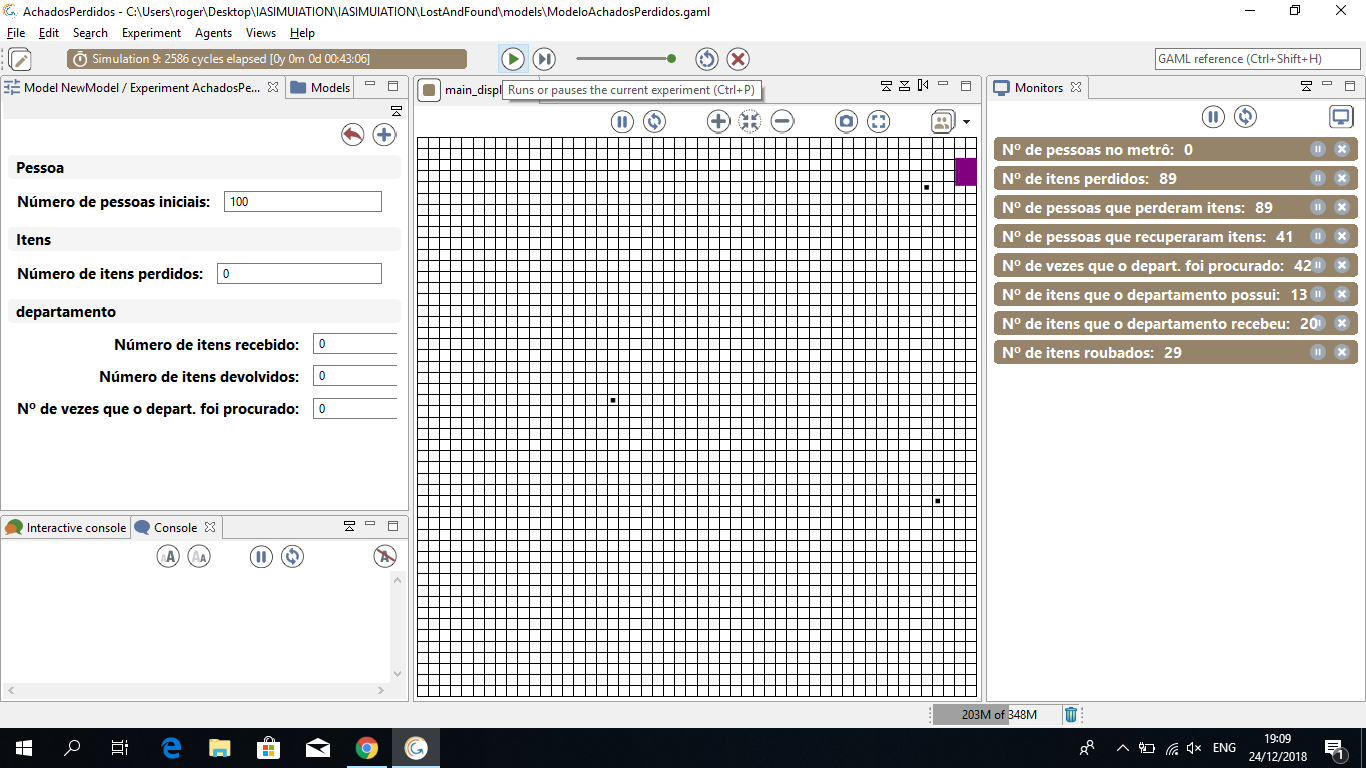 AchadosPerdidos - C:\Users\roger\Desktop\IASIMUIATION\IASIMUIATION\LostAndFound\models\ModeloAchadosPerdidos.gaml
File Edit Search Experiment Agents Views Help
Simulation 9: 2586 cycles elapsed [0y 0m 0d 00:43:06]
GAML reference (Ctrl+Shift+H)
Model NewModel / Experiment AchadosPe...
Models
main_displ
Runs or pauses the current experiment (Ctrl+P)
Monitors
Pessoa
Número de pessoas iniciais: 100
Itens
Número de itens perdidos: 0
departamento
Número de itens recebido: 0
Número de itens devolvidos: 0
Nº de vezes que o depart. foi procurado: 0
Interactive console
Console
Nº de pessoas no metrô: 0
Nº de itens perdidos: 89
Nº de pessoas que perderam itens: 89
Nº de pessoas que recuperaram itens: 41
Nº de vezes que o depart. foi procurado: 42
Nº de itens que o departamento possui: 13
Nº de itens que o departamento recebeu: 20
Nº de itens roubados: 29
203M of 348M
ENG
19:09
24/12/2018
1